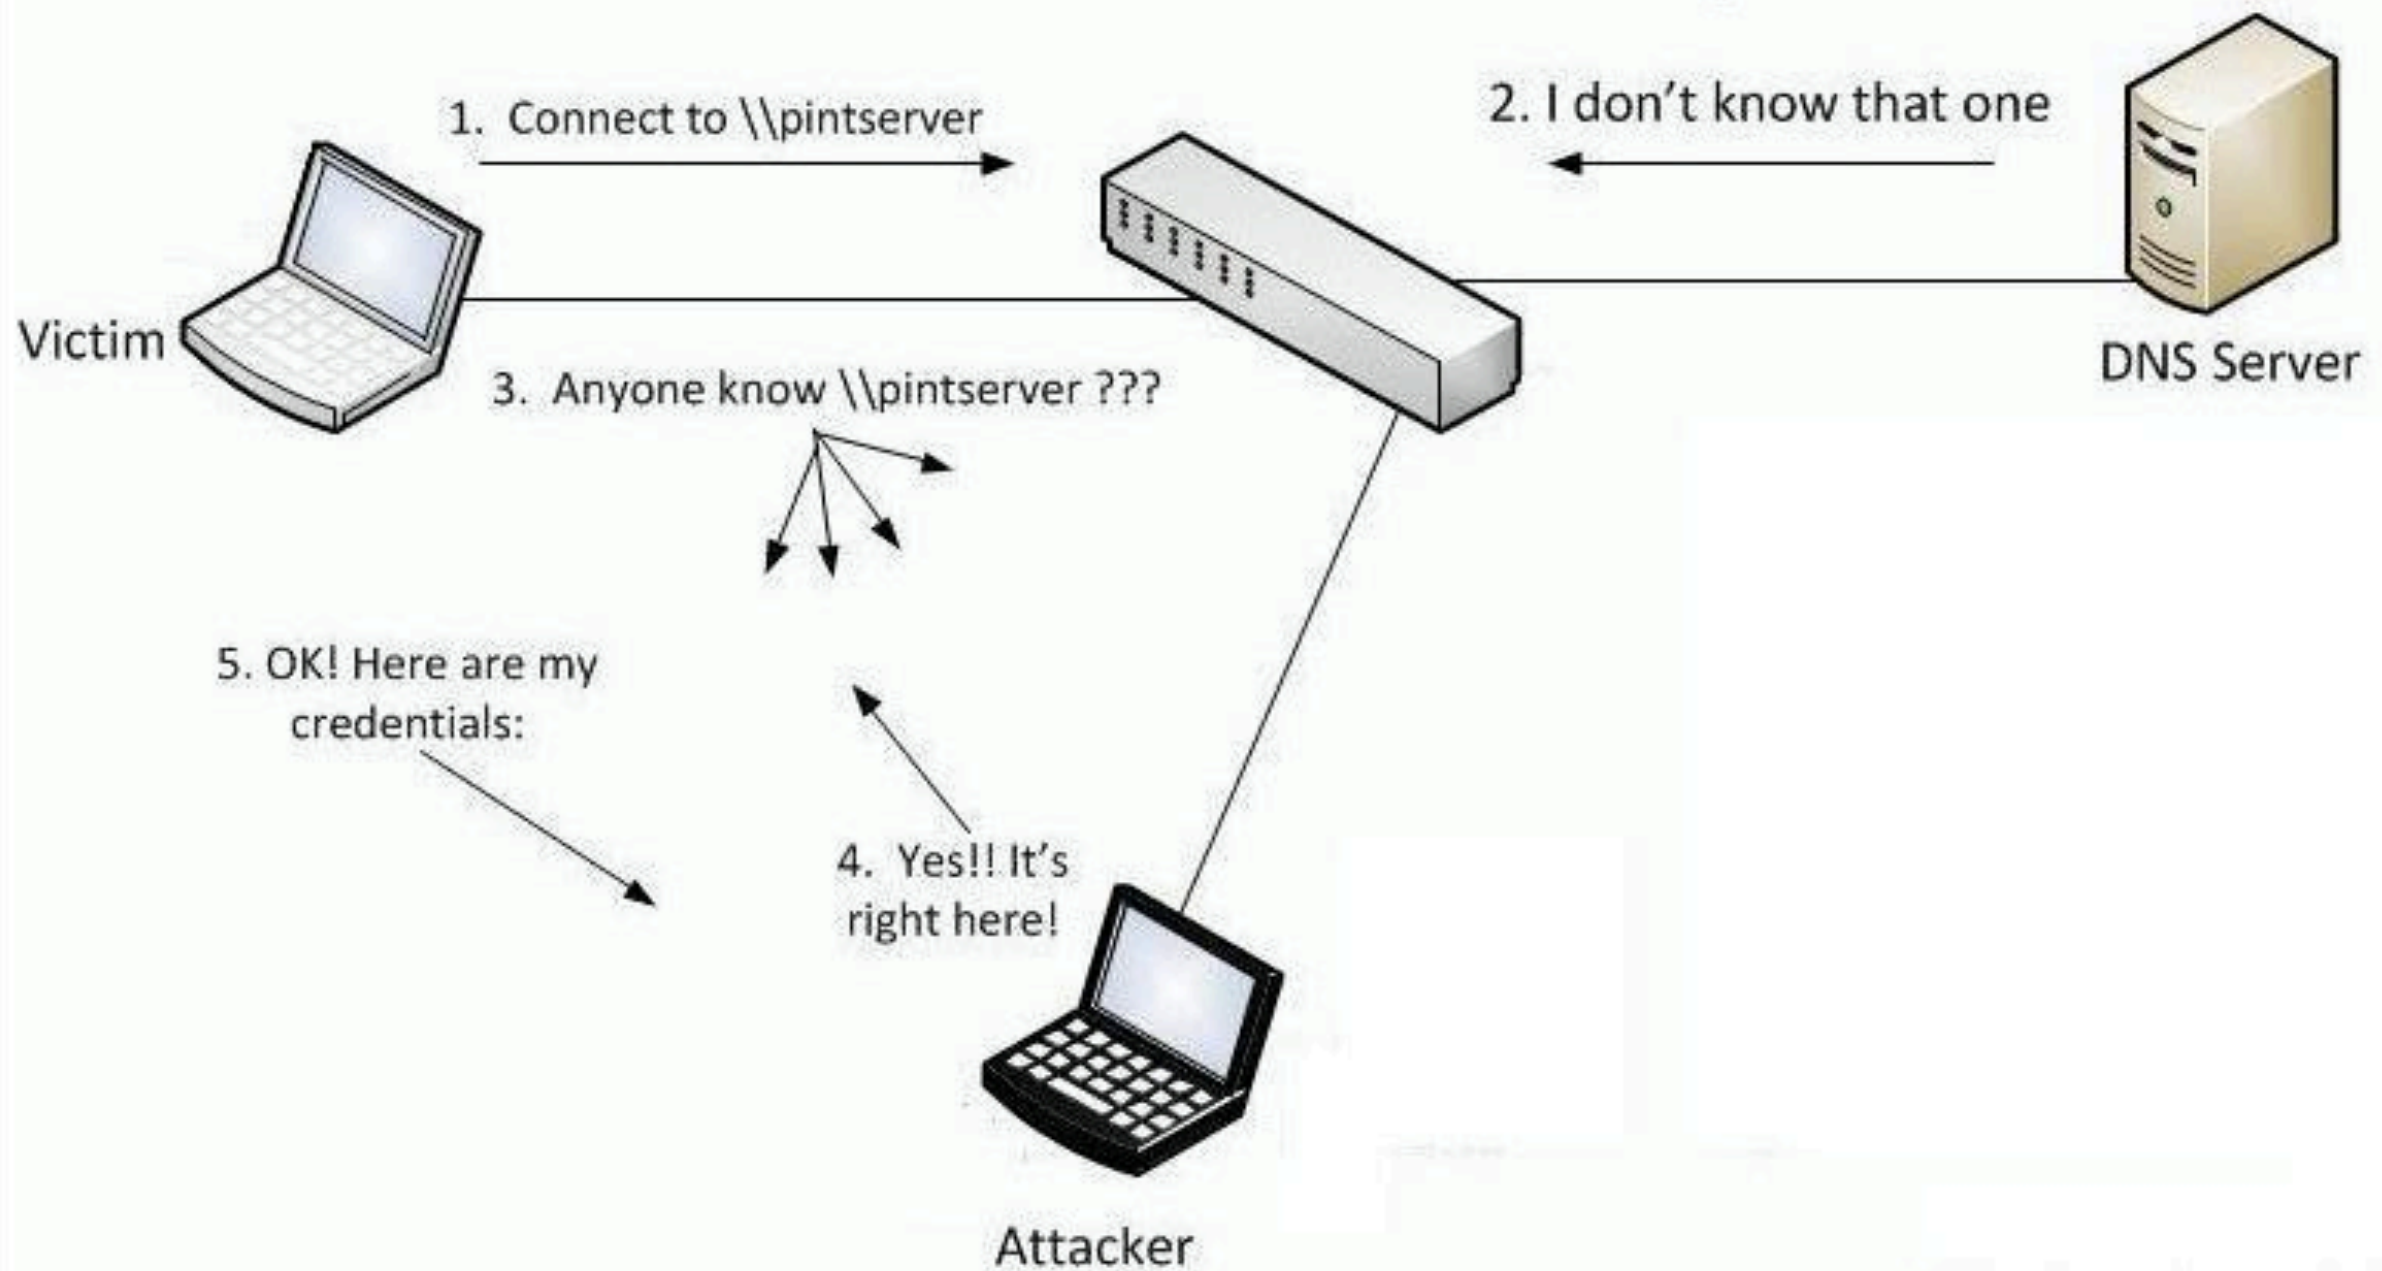 1. Connect to \\pintserver
2. I don't know that one
Victim
DNS Server
3. Anyone know \\pintserver ???
5. OK! Here are my
credentials:
4. Yes!! It's
right here!
Attacker